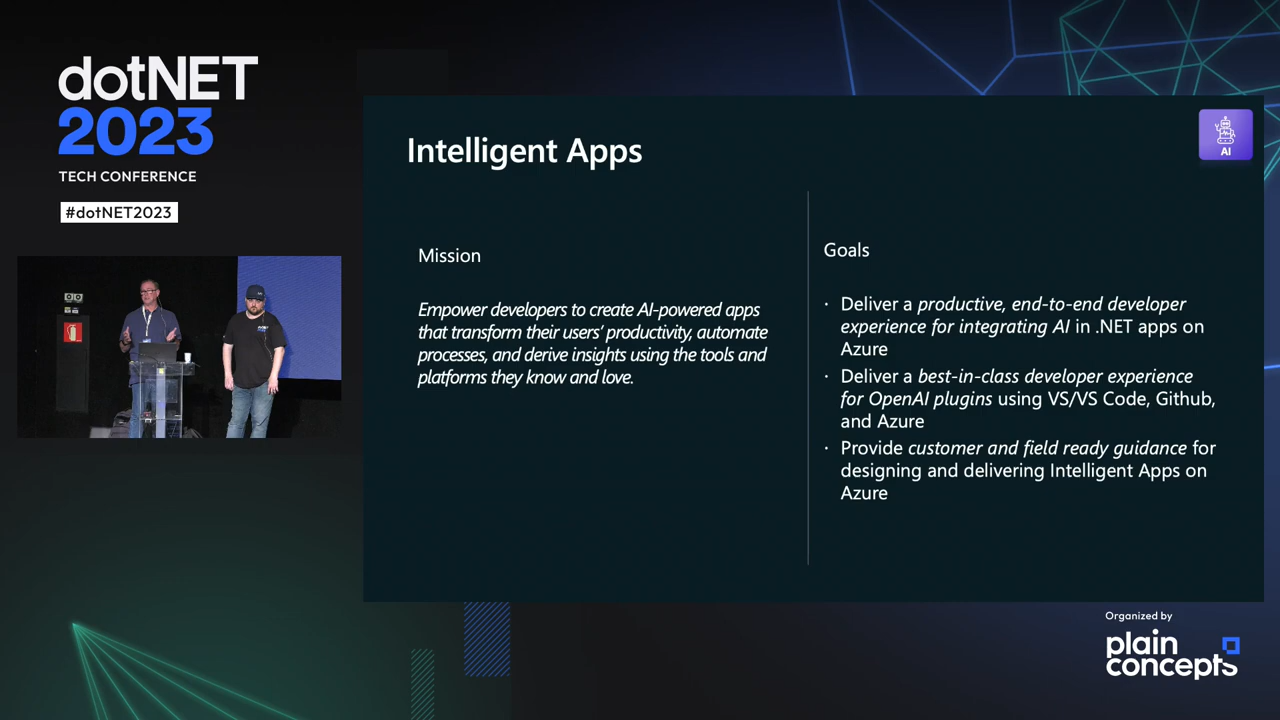 dotNET
2023
TECH CONFERENCE
#dotNET2023
Intelligent Apps
AI
Mission
Empower developers to create AI-powered apps
that transform their users' productivity, automate
processes, and derive insights using the tools and
platforms they know and love.
Goals
· Deliver a productive, end-to-end developer
experience for integrating AI in .NET apps on
Azure
· Deliver a best-in-class developer experience
for OpenAI plugins using VS/VS Code, Github,
and Azure
· Provide customer and field ready guidance for
designing and delivering Intelligent Apps on
Azure
Organized by
plain
concepts